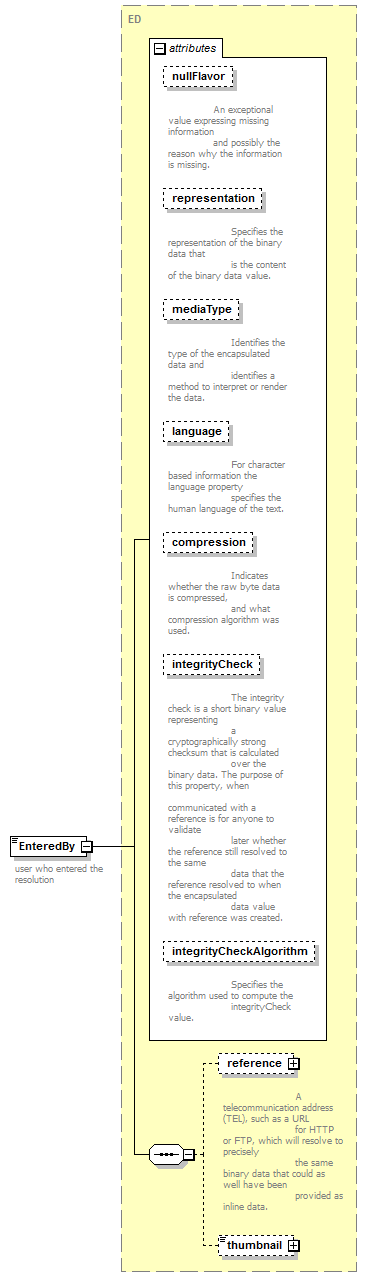 ED
attributes
nullFlavor
An exceptional
value expressing missing
information
and possibly the
reason why the information
is missing.
representation
Specifies the
representation of the binary
data that
is the content
of the binary data value.
mediaType
Identifies the
type of the encapsulated
data and
identifies a
method to interpret or render
the data.
language
For character
based information the
language property
specifies the
human language of the text.
compression
Indicates
whether the raw byte data
is compressed,
and what
compression algorithm was
used.
integrityCheck
The integrity
check is a short binary value
representing
a
cryptographically strong
checksum that is calculated
over the
binary data. The purpose of
this property, when
communicated with a
reference is for anyone to
validate
later whether
the reference still resolved to
the same
data that the
reference resolved to when
the encapsulated
data value
with reference was created.
integrityCheckAlgorithm
Specifies the
algorithm used to compute the
integrityCheck
value.
EnteredBy
user who entered the
resolution
reference
A
telecommunication address
(TEL), such as a URL
for HTTP
or FTP, which will resolve to
precisely
the same
binary data that could as
well have been
provided as
inline data.
thumbnail